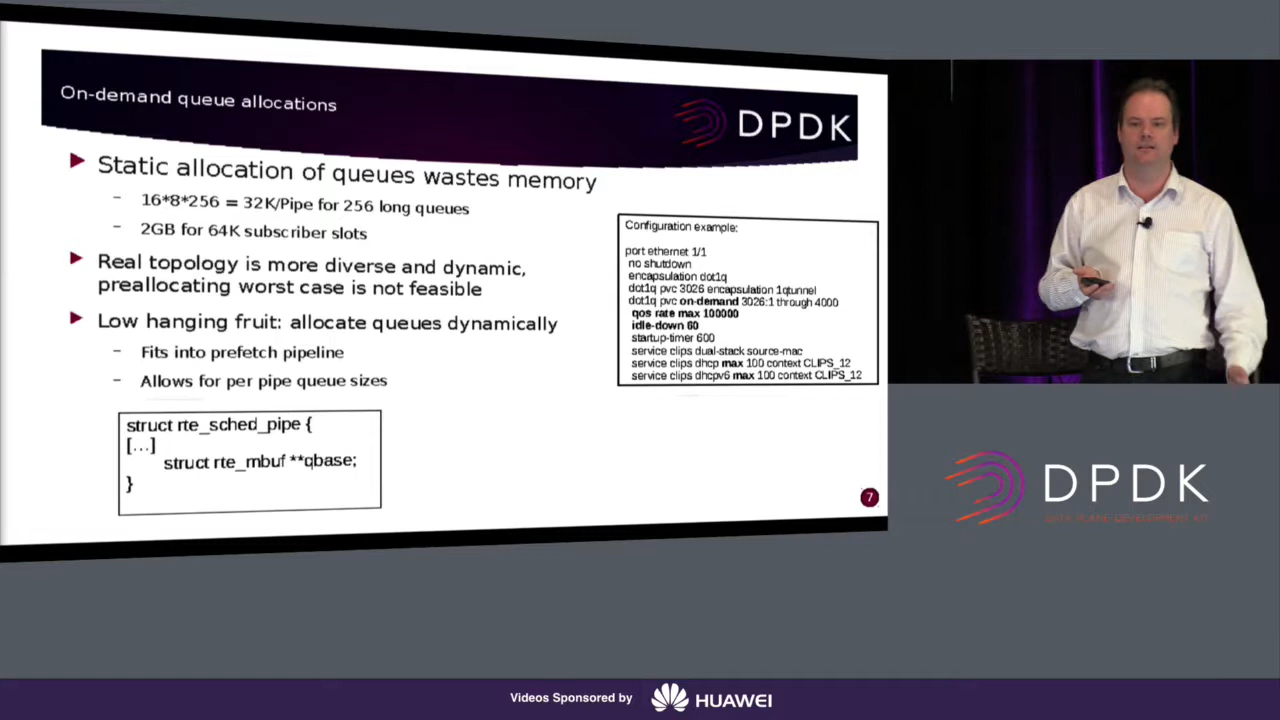 On-demand queue allocations
DPDK
Static allocation of queues wastes memory
16*8*256 = 32K/Pipe for 256 long queues
2GB for 64K subscriber slots
Real topology is more diverse and dynamic,
preallocating worst case is not feasible
Low hanging fruit: allocate queues dynamically
Fits into prefetch pipeline
Allows for per pipe queue sizes
struct rte_sched_pipe {
[...]
struct rte_mbuf **qbase;
}
Configuration example:
port ethernet 1/1
no shutdown
encapsulation dot1q
dot1q pvc 3026 encapsulation 1qtunnel
dot1q pvc on-demand 3026:1 through 4000
qos rate max 100000
idle-down 60
startup-timer 600
service clips dual-stack source-mac
service clips dhcp max 100 context CLIPS_12
service clips dhcpv6 max 100 context CLIPS_12
7
DPDK
DATA PLANE DEVELOPMENT KIT
Videos Sponsored by
HUAWEI